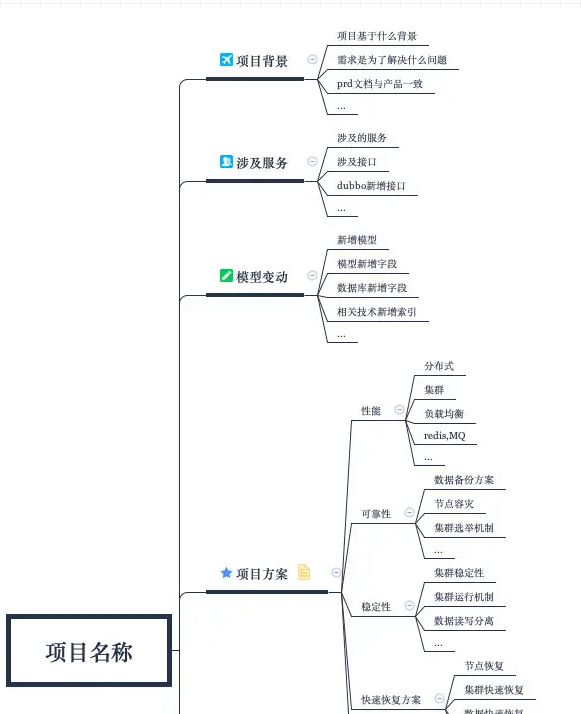 项目背景
项目基于什么背景
需求是为了解决什么问题
prd文档与产品一致
...
涉及服务
涉及的服务
涉及接口
dubbo新增接口
...
模型变动
新增模型
模型新增字段
数据库新增字段
相关技术新增索引
...
项目名称
项目方案
性能
分布式
集群
负载均衡
redis,MQ
...
可靠性
数据备份方案
节点容灾
集群选举机制
...
稳定性
集群稳定性
集群运行机制
数据读写分离
...
快速恢复方案
节点恢复
集群快速恢复
数据快速恢复